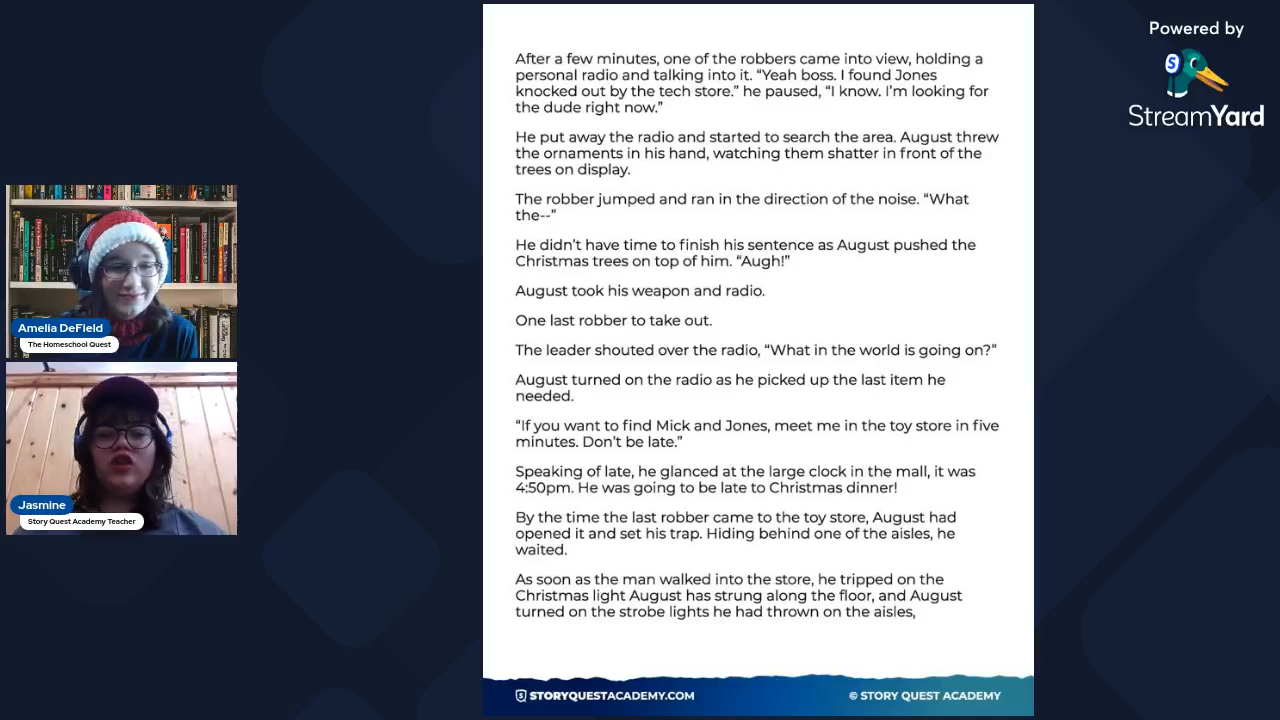 After a few minutes, one of the robbers came into view, holding a
personal radio and talking into it. “Yeah boss. I found Jones
knocked out by the tech store.” he paused, “I know. I’m looking for
the dude right now.”
He put away the radio and started to search the area. August threw
the ornaments in his hand, watching them shatter in front of the
trees on display.
The robber jumped and ran in the direction of the noise. “What
the--”
He didn’t have time to finish his sentence as August pushed the
Christmas trees on top of him. “Augh!”
August took his weapon and radio.
One last robber to take out.
The leader shouted over the radio, “What in the world is going on?”
August turned on the radio as he picked up the last item he
needed.
“If you want to find Mick and Jones, meet me in the toy store in five
minutes. Don’t be late.”
Speaking of late, he glanced at the large clock in the mall, it was
4:50pm. He was going to be late to Christmas dinner!
By the time the last robber came to the toy store, August had
opened it and set his trap. Hiding behind one of the aisles, he
waited.
As soon as the man walked into the store, he tripped on the
Christmas light August has strung along the floor, and August
turned on the strobe lights he had thrown on the aisles,
STORYQUESTACADEMY.COM
© STORY QUEST ACADEMY
Amelia DeField
The Homeschool Quest
Jasmine
Story Quest Academy Teacher
Powered by
S
StreamYard